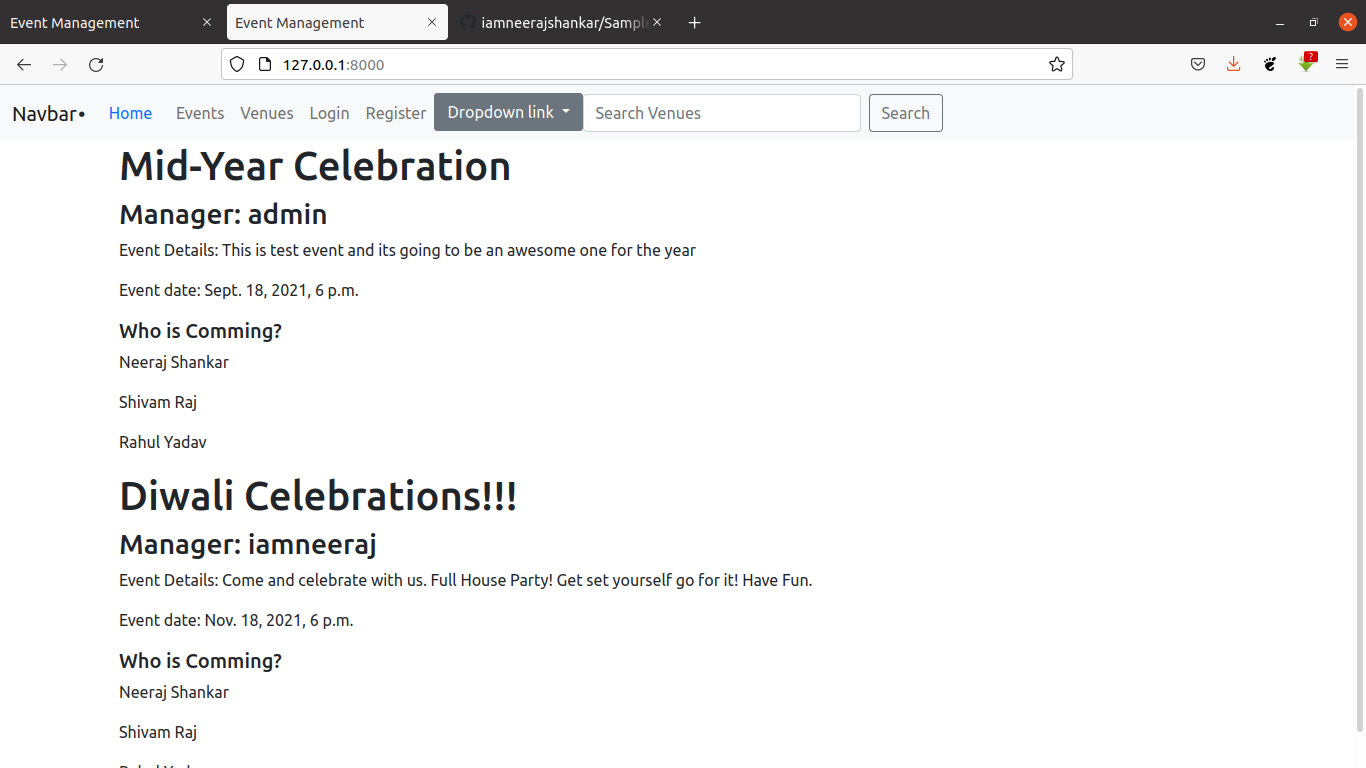 Event Management
Event Management
iamneerajshankar/Sampl
127.0.0.1:8000
?
Navbar• Home Events Venues Login Register Dropdown link Search Venues Search
Mid-Year Celebration
Manager: admin
Event Details: This is test event and its going to be an awesome one for the year
Event date: Sept. 18, 2021, 6 p.m.
Who is Comming?
Neeraj Shankar
Shivam Raj
Rahul Yadav
Diwali Celebrations!!!
Manager: iamneeraj
Event Details: Come and celebrate with us. Full House Party! Get set yourself go for it! Have Fun.
Event date: Nov. 18, 2021, 6 p.m.
Who is Comming?
Neeraj Shankar
Shivam Raj